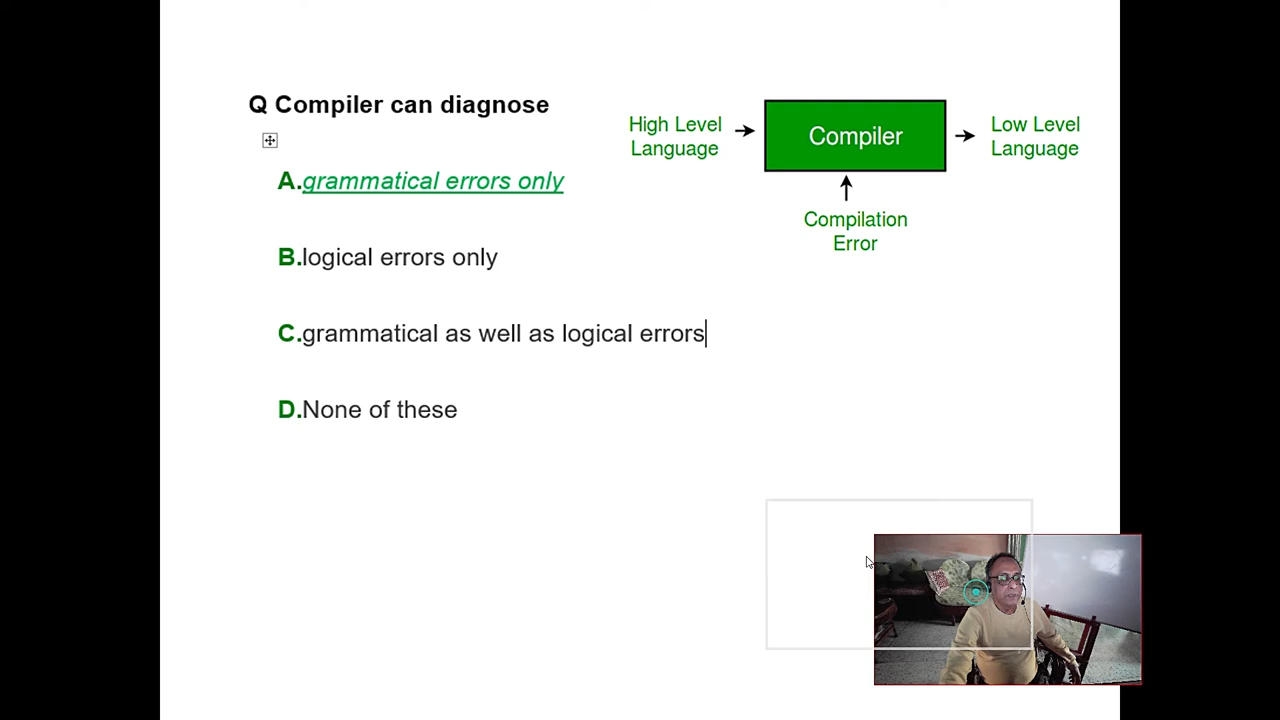 Q Compiler can diagnose
A.grammatical errors only
B.logical errors only
C.grammatical as well as logical errors
D.None of these
High Level
Language
Compiler
Low Level
Language
Compilation
Error